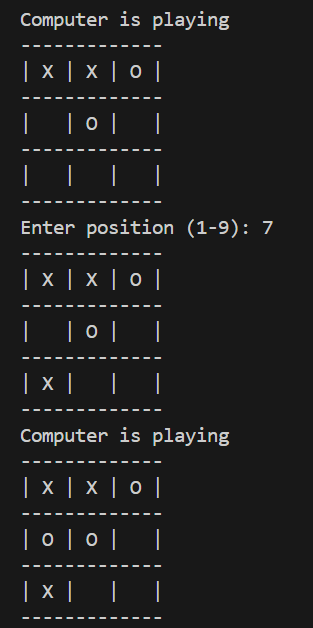 Computer is playing
-------------
| X | X | O |
-------------
|   | O |   |
-------------
|   |   |   |
-------------
Enter position (1-9): 7
-------------
| X | X | O |
-------------
|   | O |   |
-------------
| X |   |   |
-------------
Computer is playing
-------------
| X | X | O |
-------------
| O | O |   |
-------------
| X |   |   |
-------------